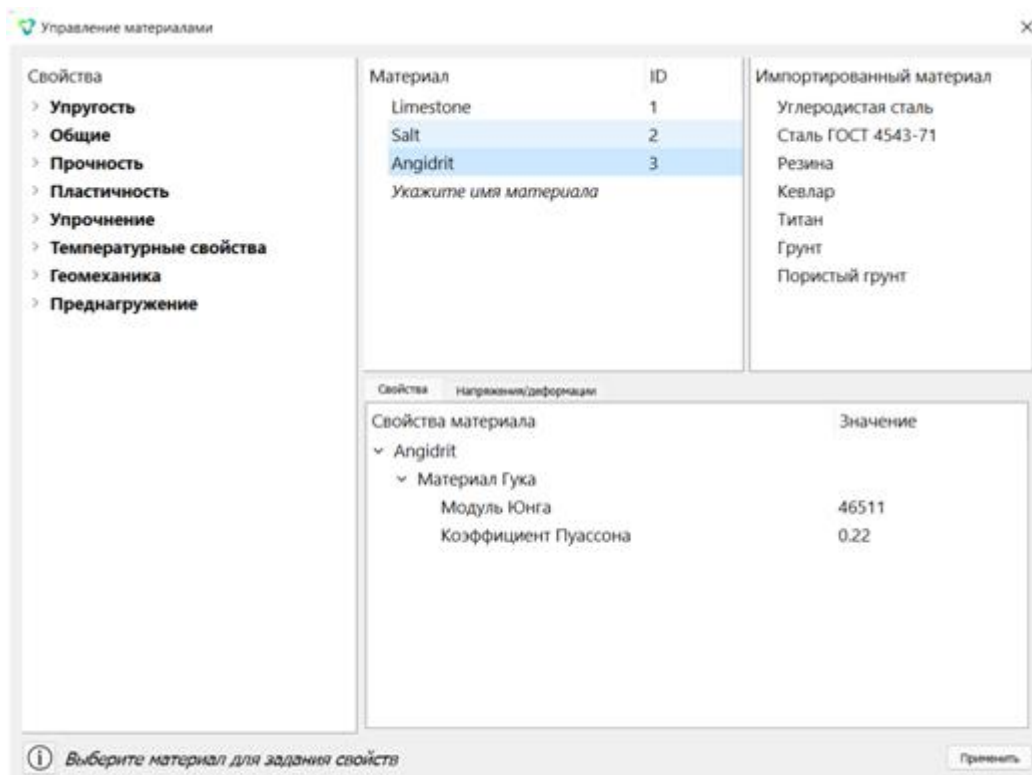 Управление материалами
Свойства
Упругость
Общие
Прочность
Пластичность
Упрочнение
Температурные свойства
Геомеханика
Преднагружение
Материал ID
Limestone 1
Salt 2
Angidrit 3
Укажите имя материала
Импортированный материал
Углеродистая сталь
Сталь ГОСТ 4543-71
Резина
Кевлар
Титан
Грунт
Пористый грунт
Свойства Напряжения/деформации
Свойства материала Значение
Angidrit
Материал Гука
Модуль Юнга 46511
Коэффициент Пуассона 0.22
Выберите материал для задания свойств
Применить